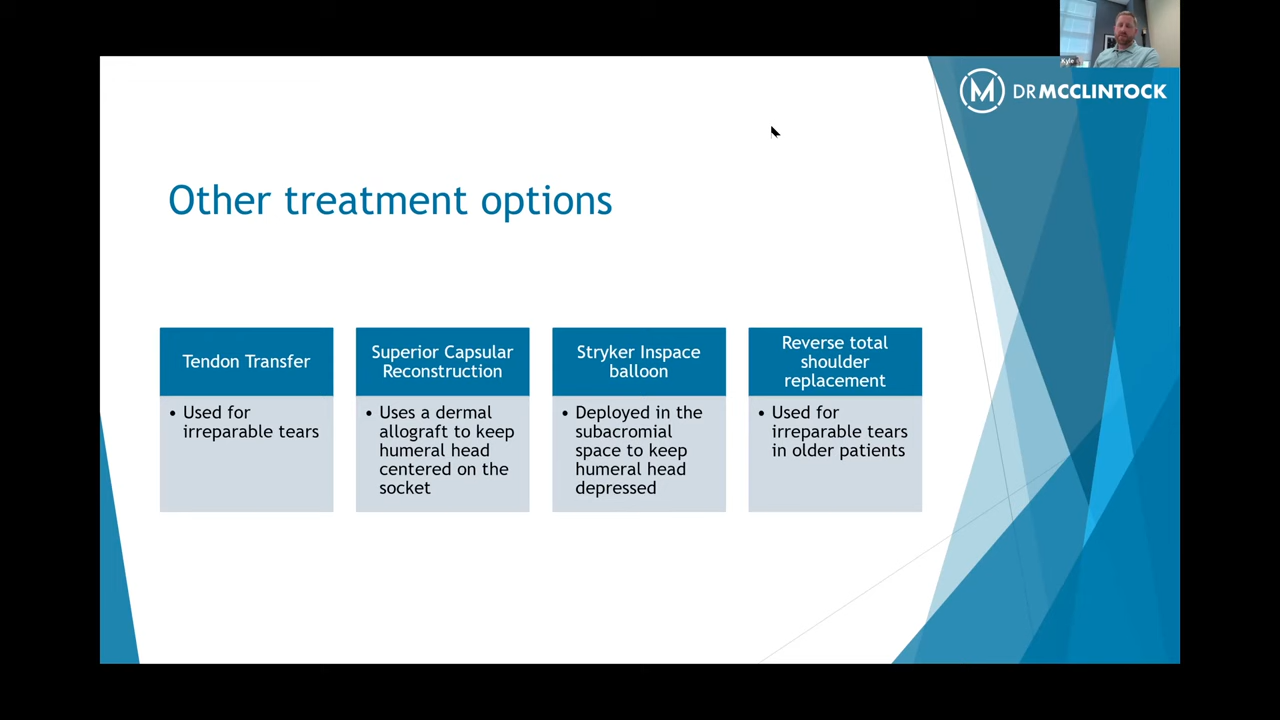 Kyle
DR MCCLINTOCK
Other treatment options
Tendon Transfer
• Used for
irreparable tears
Superior Capsular
Reconstruction
• Uses a dermal
allograft to keep
humeral head
centered on the
socket
Stryker Inspace
balloon
• Deployed in the
subacromial
space to keep
humeral head
depressed
Reverse total
shoulder
replacement
• Used for
irreparable tears
in older patients